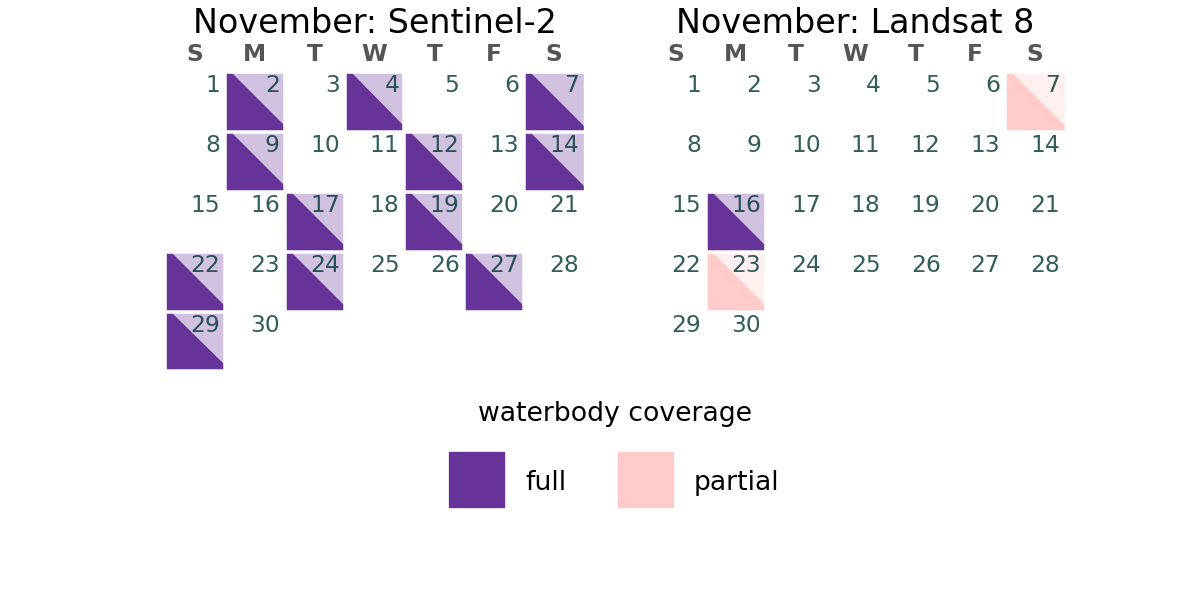 November: Sentinel-2
S M T W T F S
1 2 3 4 5 6 7
8 9 10 11 12 13 14
15 16 17 18 19 20 21
22 23 24 25 26 27 28
29 30
November: Landsat 8
S M T W T F S
1 2 3 4 5 6 7
8 9 10 11 12 13 14
15 16 17 18 19 20 21
22 23 24 25 26 27 28
29 30
waterbody coverage
full
partial